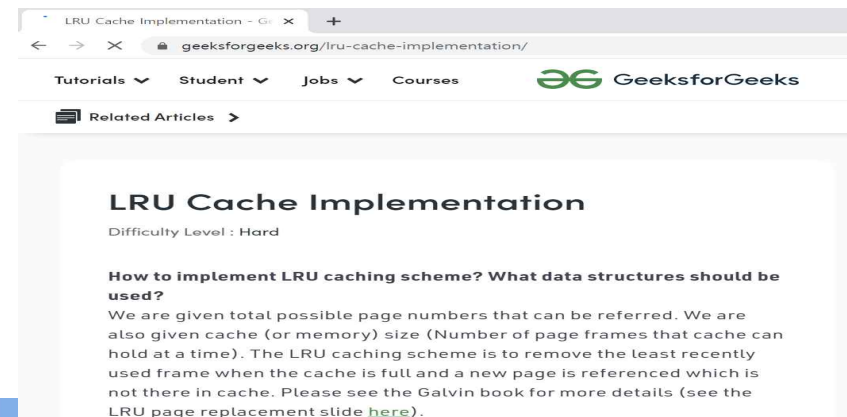 LRU Cache Implementation - Ge
geeksforgeeks.org/lru-cache-implementation/
Tutorials Student Jobs Courses GeeksforGeeks
Related Articles
LRU Cache Implementation
Difficulty Level : Hard
How to implement LRU caching scheme? What data structures should be
used?
We are given total possible page numbers that can be referred. We are
also given cache (or memory) size (Number of page frames that cache can
hold at a time). The LRU caching scheme is to remove the least recently
used frame when the cache is full and a new page is referenced which is
not there in cache. Please see the Galvin book for more details (see the
LRU page replacement slide here).